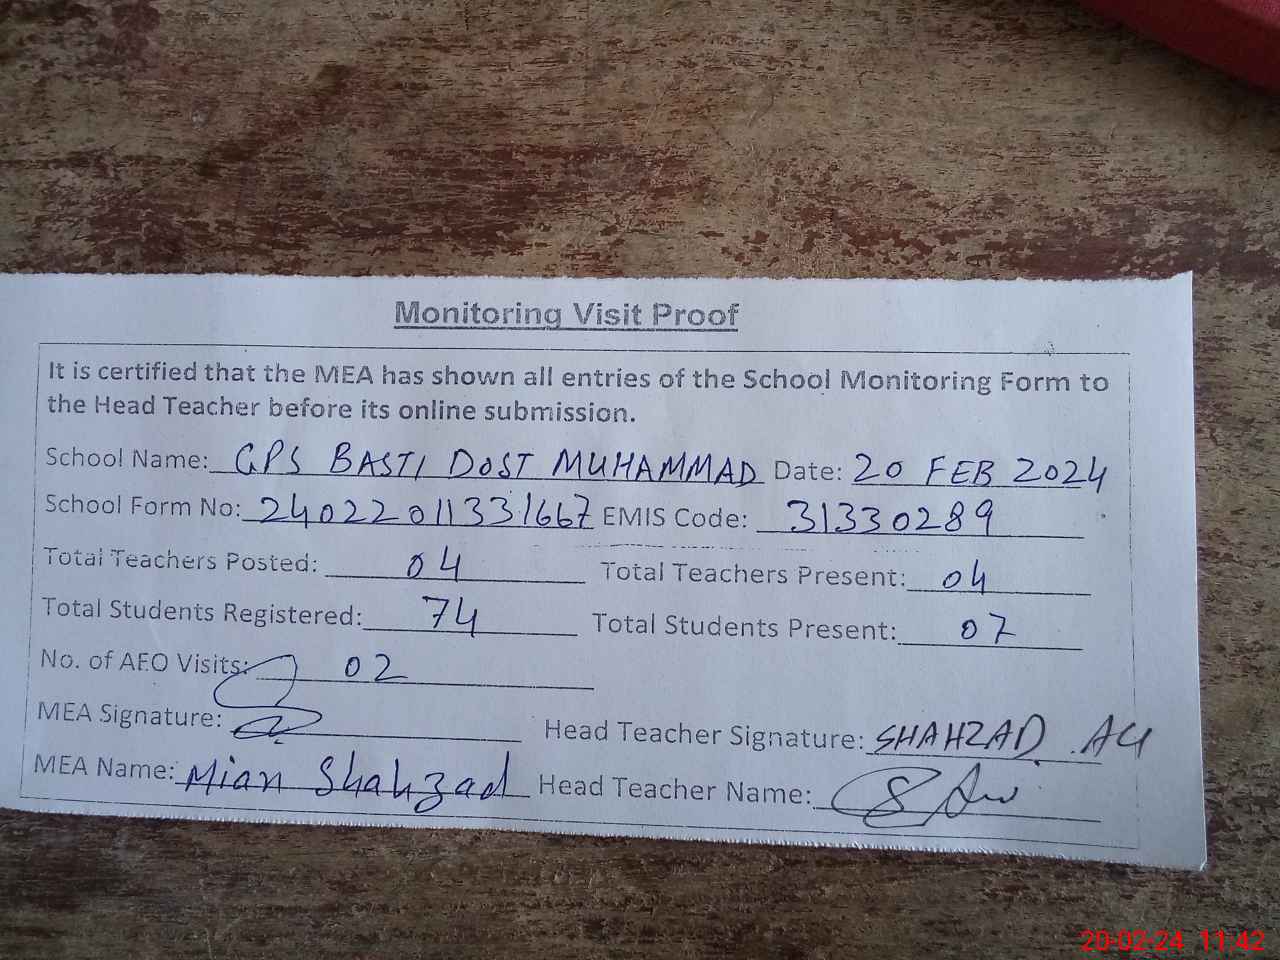 Monitoring Visit Proof
It is certified that the MEA has shown all entries of the School Monitoring Form to
the Head Teacher before its online submission.
School Name: GPS BASTI DOST MUHAMMAD Date: 20 FEB 2024
School Form No: 24022011331667 EMIS Code: 31330289
Total Teachers Posted: 04 Total Teachers Present: 04
Total Students Registered: 74 Total Students Present: 07
No. of AEO Visits: 02
MEA Signature: Head Teacher Signature: SHAHZAD. ALI
MEA Name: Mian Shahzad Head Teacher Name:
20-02-24 11:42